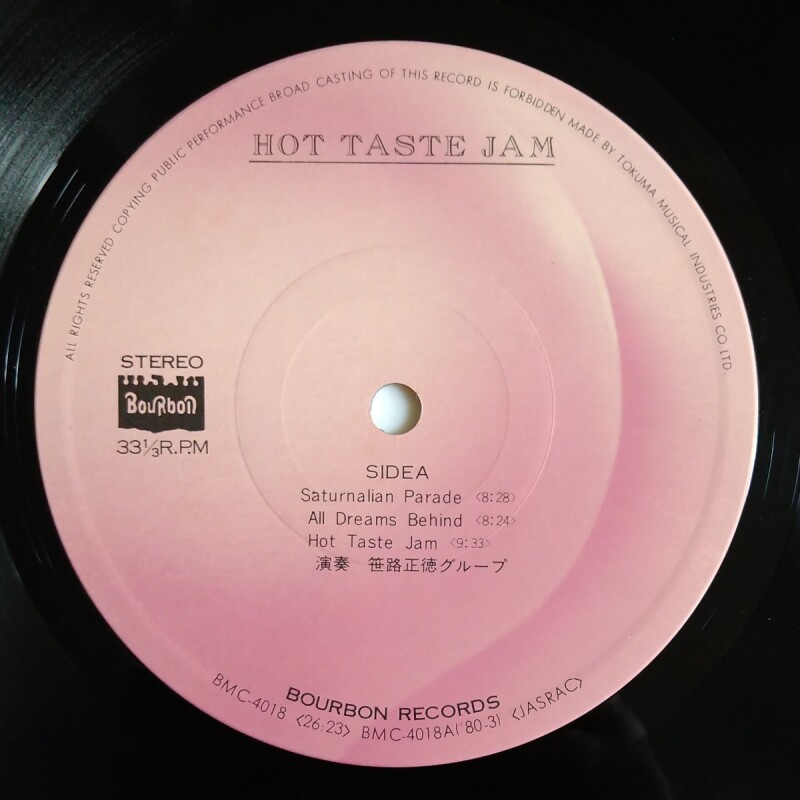 ALL RIGHTS RESERVED COPYING PUBLIC PERFORMANCE BROAD CASTING OF THIS RECORD IS FORBIDDEN MADE BY TOKUMA MUSICAL INDUSTRIES CO.LTD.
HOT TASTE JAM
STEREO
BouRbon
33⅓R.P.M
SIDEA
Saturnalian Parade 〈8:28〉
All Dreams Behind 〈8:24〉
Hot Taste Jam 〈9:33〉
演奏 笹路正徳グループ
BOURBON RECORDS
BMC-4018 〈26:23〉 BMC-4018A('80-3) 〈JASRAC〉